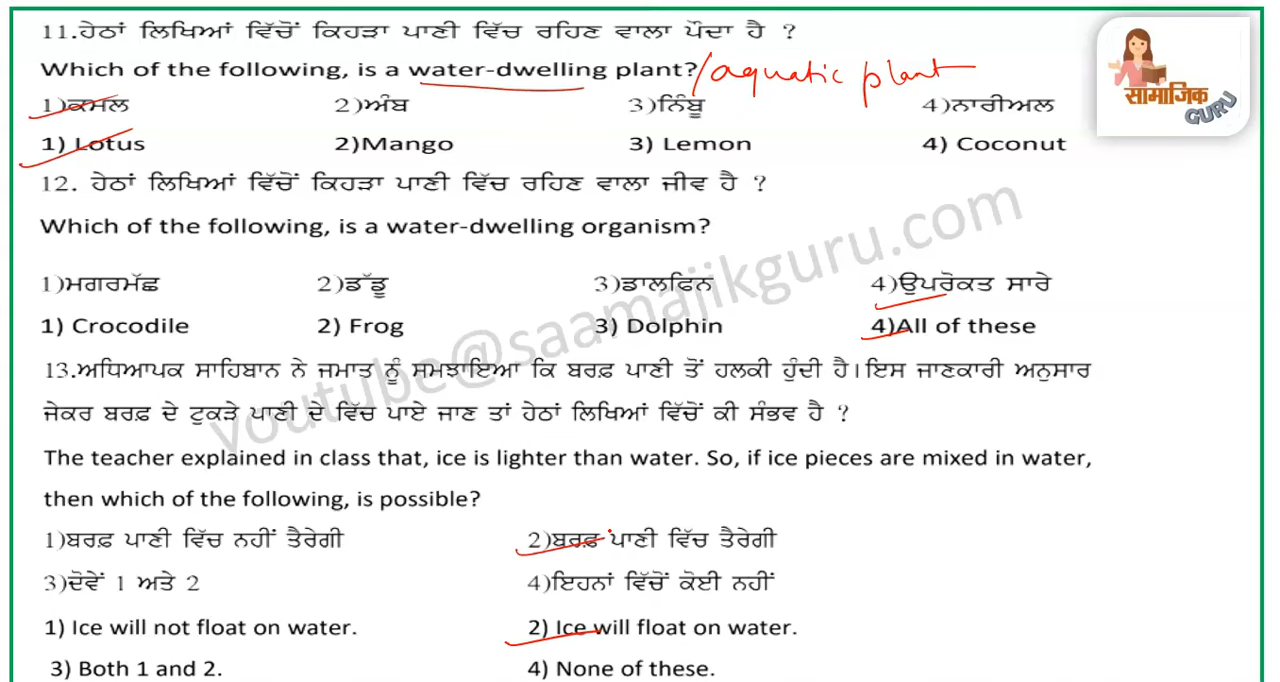 11.ਹੇਠਾਂ ਲਿਖਿਆਂ ਵਿੱਚੋਂ ਕਿਹੜਾ ਪਾਣੀ ਵਿੱਚ ਰਹਿਣ ਵਾਲਾ ਪੌਦਾ ਹੈ ?
Which of the following, is a water-dwelling plant? /aquatic plant
1)ਕਮਲ 2)ਅੰਬ 3)ਨਿੰਬੂ 4)ਨਾਰੀਅਲ
1) Lotus 2)Mango 3) Lemon 4) Coconut
सामाजिक
GURU
12. ਹੇਠਾਂ ਲਿਖਿਆਂ ਵਿੱਚੋਂ ਕਿਹੜਾ ਪਾਣੀ ਵਿੱਚ ਰਹਿਣ ਵਾਲਾ ਜੀਵ ਹੈ ?
Which of the following, is a water-dwelling organism?
1)ਮਗਰਮੱਛ 2)ਡੱਡੂ 3)ਡਾਲਫਿਨ 4)ਉਪਰੋਕਤ ਸਾਰੇ
1) Crocodile 2) Frog 3) Dolphin 4)All of these
youtube@saamajikguru.com
13.ਅਧਿਆਪਕ ਸਾਹਿਬਾਨ ਨੇ ਜਮਾਤ ਨੂੰ ਸਮਝਾਇਆ ਕਿ ਬਰਫ਼ ਪਾਣੀ ਤੋਂ ਹਲਕੀ ਹੁੰਦੀ ਹੈ।ਇਸ ਜਾਣਕਾਰੀ ਅਨੁਸਾਰ
ਜੇਕਰ ਬਰਫ਼ ਦੇ ਟੁਕੜੇ ਪਾਣੀ ਦੇ ਵਿੱਚ ਪਾਏ ਜਾਣ ਤਾਂ ਹੇਠਾਂ ਲਿਖਿਆਂ ਵਿੱਚੋਂ ਕੀ ਸੰਭਵ ਹੈ ?
The teacher explained in class that, ice is lighter than water. So, if ice pieces are mixed in water,
then which of the following, is possible?
1)ਬਰਫ਼ ਪਾਣੀ ਵਿੱਚ ਨਹੀਂ ਤੈਰੇਗੀ 2)ਬਰਫ਼ ਪਾਣੀ ਵਿੱਚ ਤੈਰੇਗੀ
3)ਦੋਵੇਂ 1 ਅਤੇ 2 4)ਇਹਨਾਂ ਵਿੱਚੋਂ ਕੋਈ ਨਹੀਂ
1) Ice will not float on water. 2) Ice will float on water.
3) Both 1 and 2. 4) None of these.